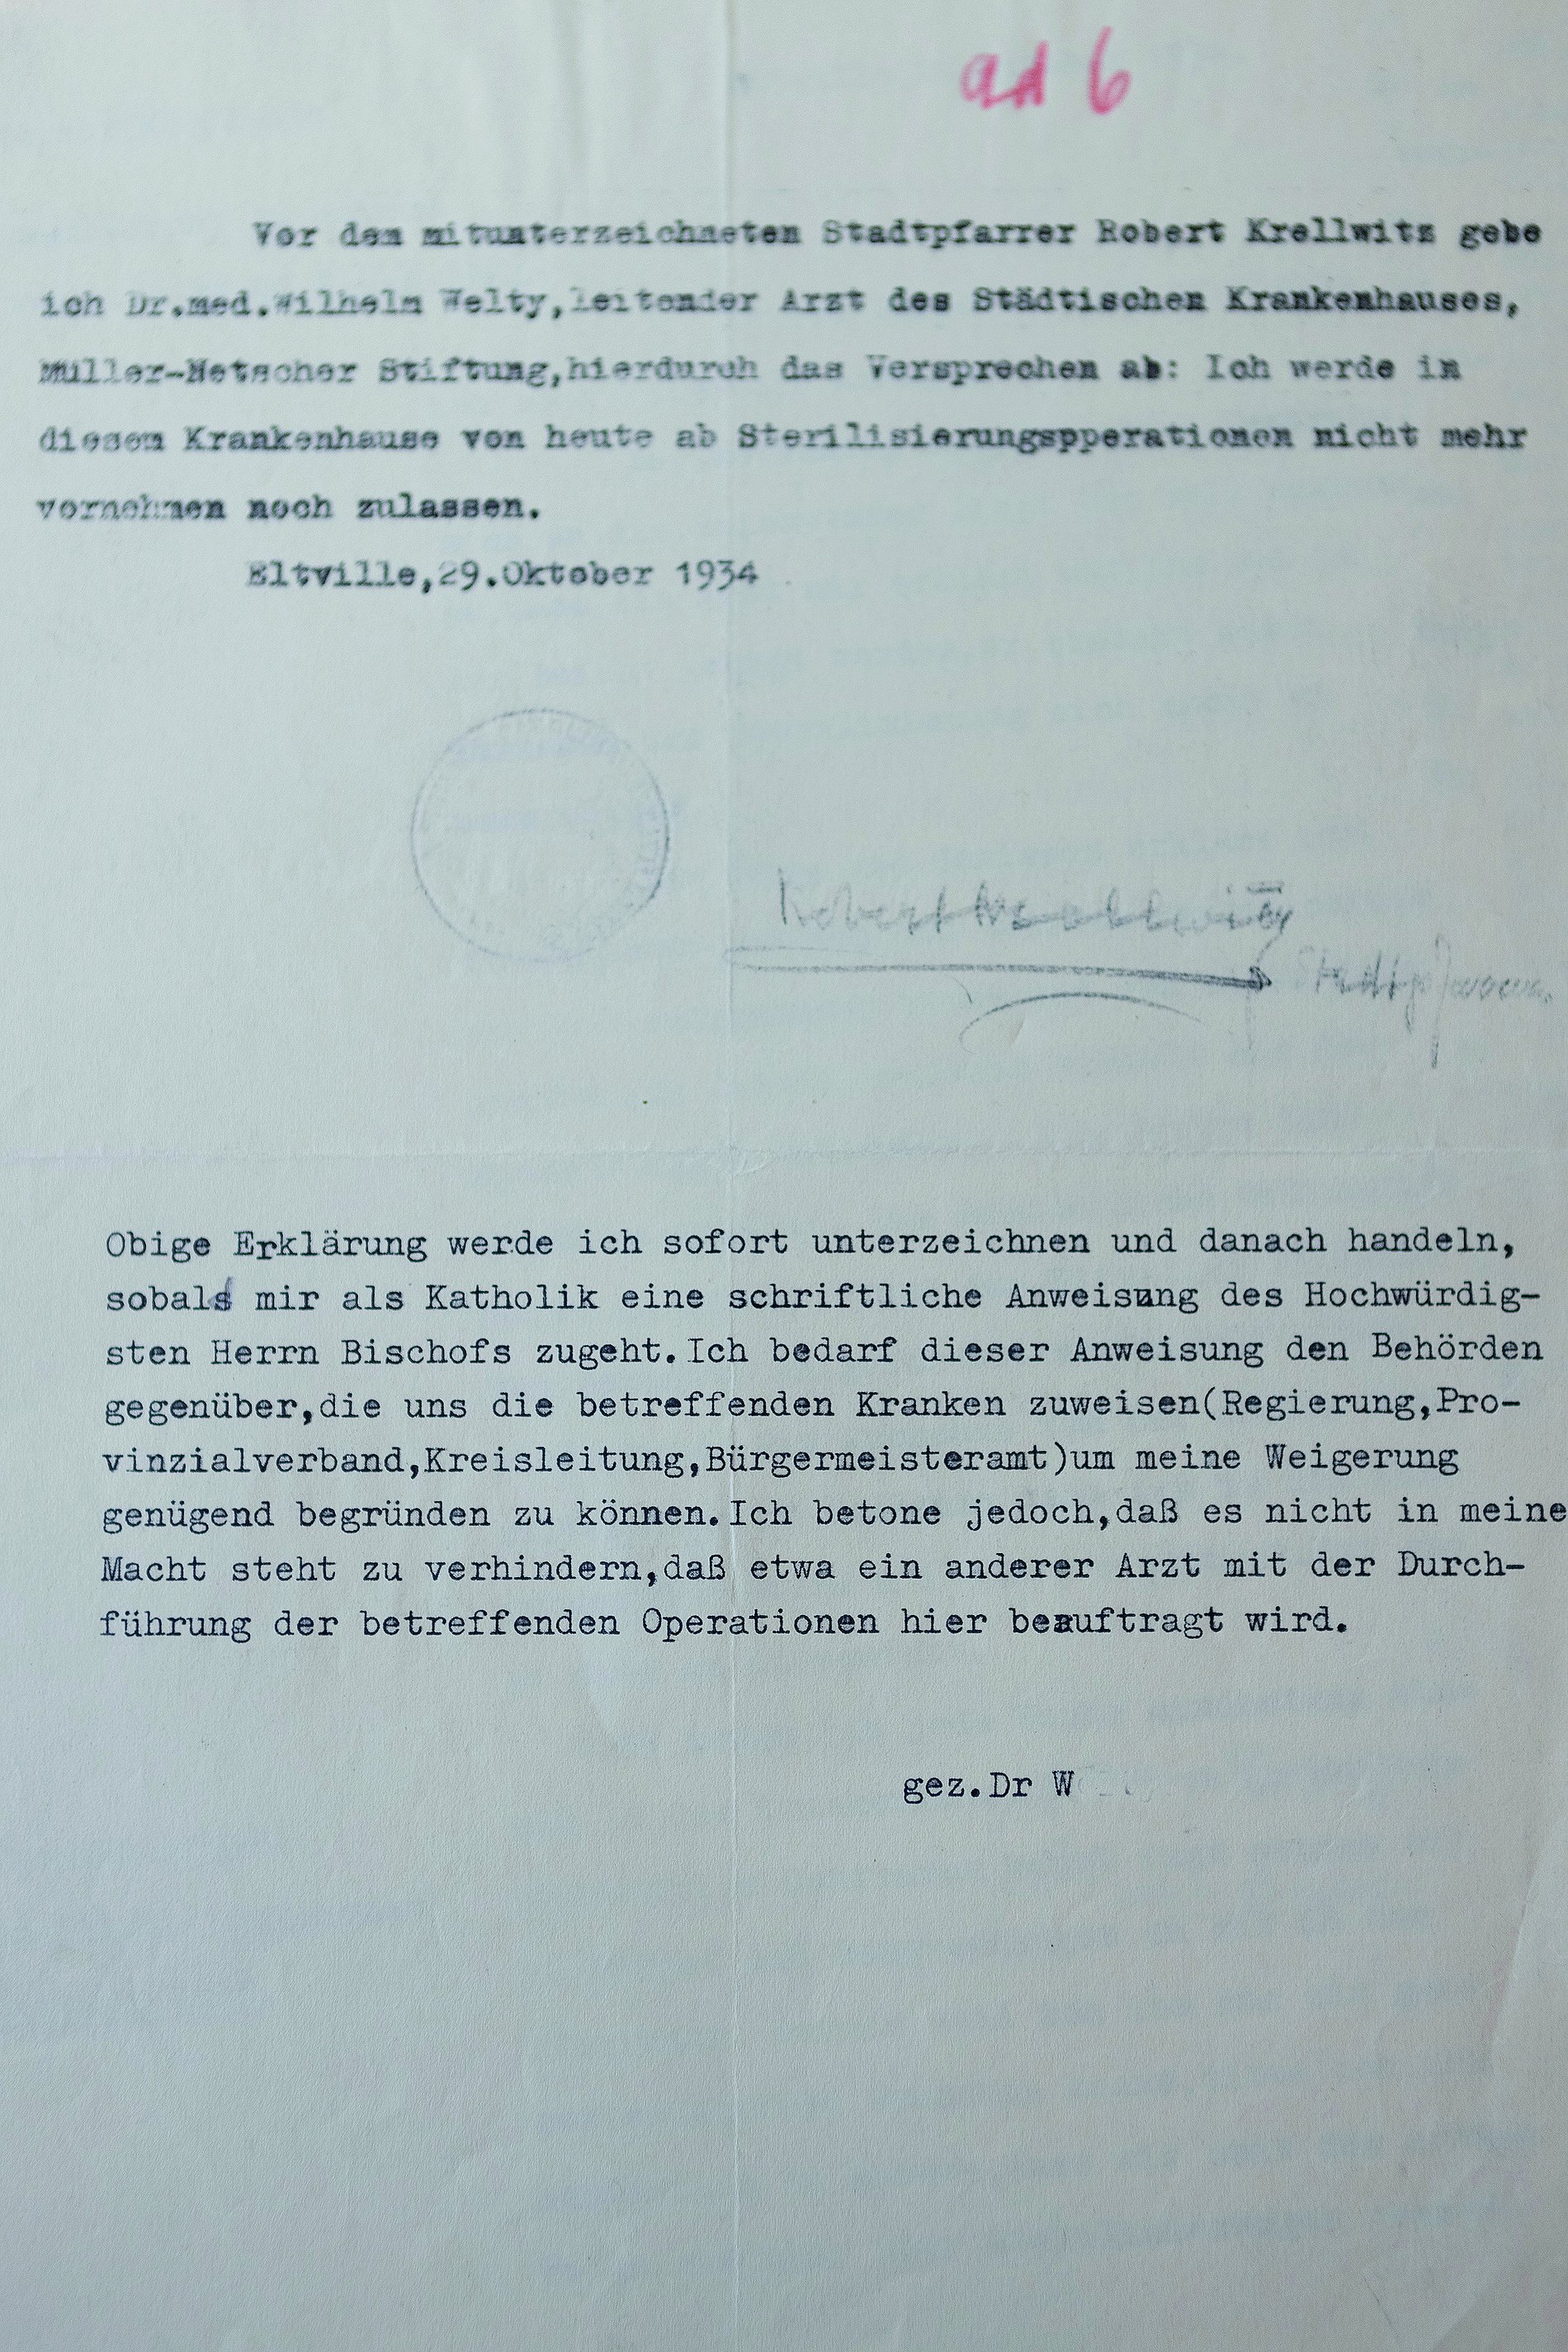 ad 6
Vor dem mitunterzeichneten Stadtpfarrer Robert Krellwitz gebe
ich Dr.med.Wilhelm Welty,leitender Arzt des Städtischen Krankenhauses,
Müller-Netscher Stiftung,hierdurch das Versprechen ab: Ich werde in
diesem Krankenhause von heute ab Sterilisierungspperationen nicht mehr
vornehmen noch zulassen.
Eltville,29.Oktober 1934
Robert Krellwitz
Stadtpfarrer
Obige Erklärung werde ich sofort unterzeichnen und danach handeln,
sobald mir als Katholik eine schriftliche Anweisung des Hochwürdig-
sten Herrn Bischofs zugeht.Ich bedarf dieser Anweisung den Behörden
gegenüber,die uns die betreffenden Kranken zuweisen(Regierung,Pro-
vinzialverband,Kreisleitung,Bürgermeisteramt)um meine Weigerung
genügend begründen zu können.Ich betone jedoch,daß es nicht in meine
Macht steht zu verhindern,daß etwa ein anderer Arzt mit der Durch-
führung der betreffenden Operationen hier beauftragt wird.
gez.Dr W